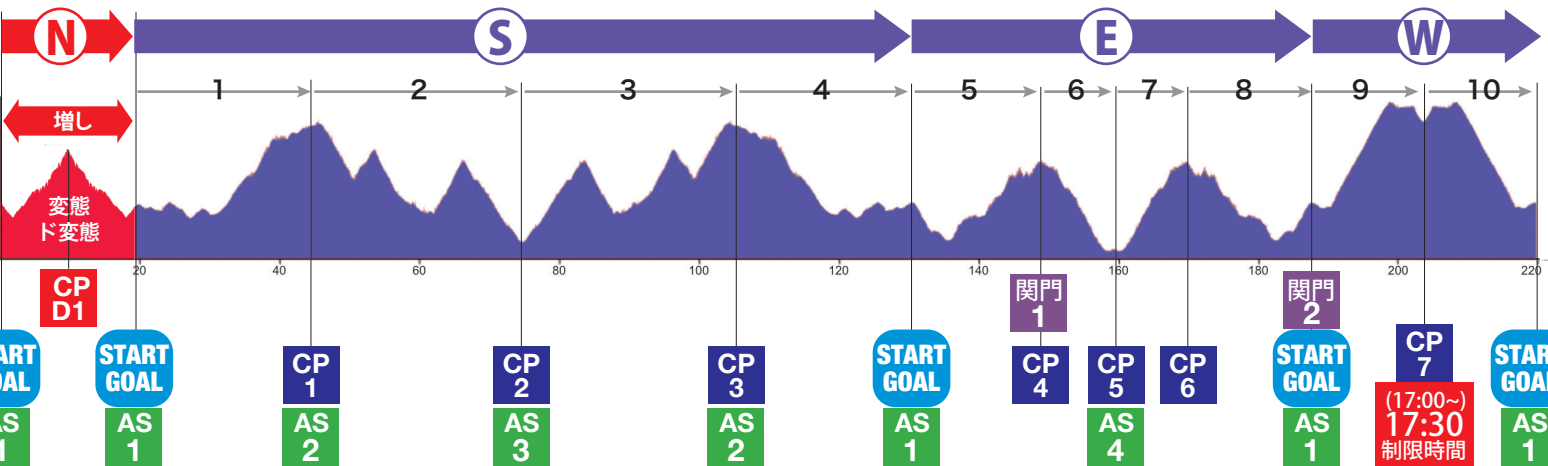 N
S
E
W
1
2
3
4
5
6
7
8
9
10
増し
変態
ド変態
20
40
60
80
100
120
140
160
180
200
220
CP
D1
関門
1
関門
2
ART
AL
START
GOAL
CP
1
CP
2
CP
3
START
GOAL
CP
4
CP
5
CP
6
START
GOAL
CP
7
STAR
GOA
AS
1
AS
1
AS
2
AS
3
AS
2
AS
1
AS
4
AS
1
(17:00~)
17:30
制限時間
AS
1